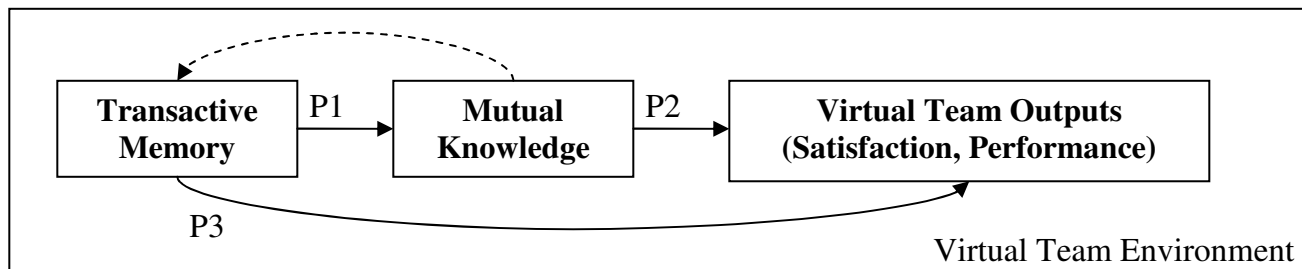 Transactive
Memory
P1
Mutual
Knowledge
P2
Virtual Team Outputs
(Satisfaction, Performance)
P3
Virtual Team Environment